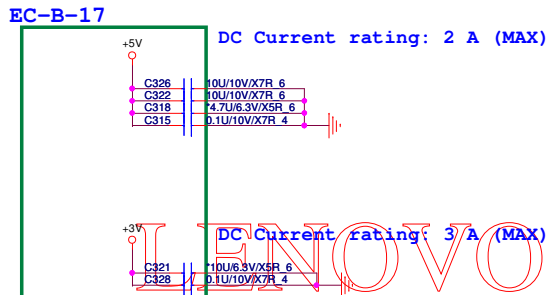 EC-B-17
+5V
DC Current rating: 2 A (MAX)
C326 10U/10V/X7R_6
C322 10U/10V/X7R_6
C318 *4.7U/6.3V/X5R_6
C315 0.1U/10V/X7R_4
+3V
DC Current rating: 3 A (MAX)
LENOVO
C321 *10U/6.3V/X5R_6
C328 0.1U/10V/X7R_4